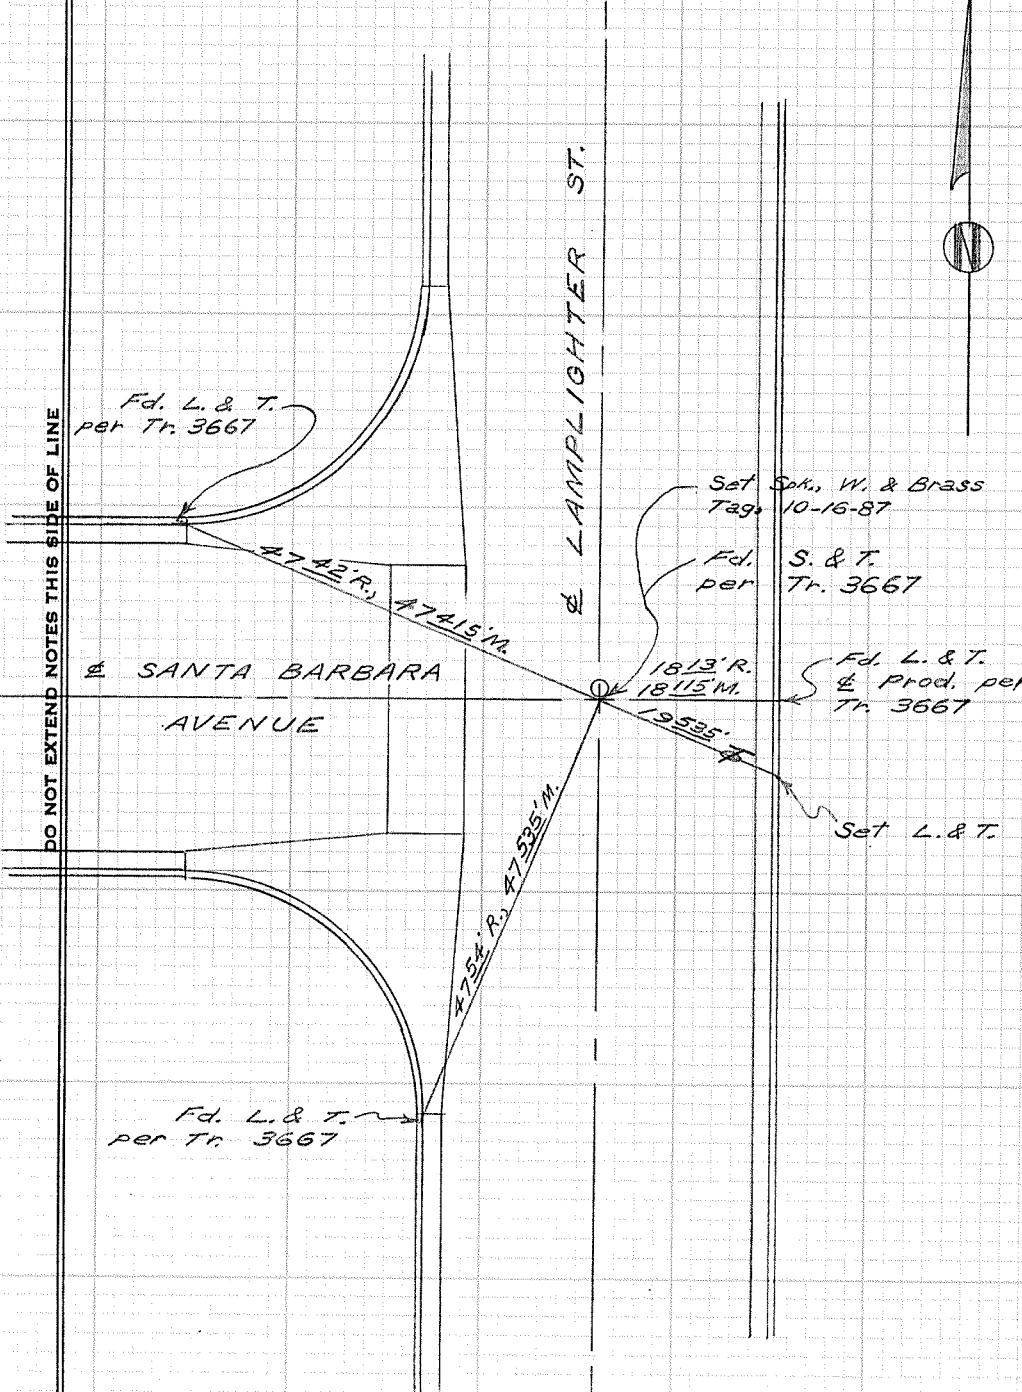 N
℄ LAMPLIGHTER ST.
DO NOT EXTEND NOTES THIS SIDE OF LINE
Fd. L. & T.
per Tr. 3667
Set Spk., W. & Brass
Tag, 10-16-87
Fd. S. & T.
per Tr. 3667
47 42' R., 47 415' M.
℄ SANTA BARBARA
AVENUE
18 13' R.
18 115' M.
Fd. L. & T.
℄ Prod. per
Tr. 3667
19 535'
Set L. & T.
47 54' R., 47 535' M.
Fd. L. & T.
per Tr. 3667